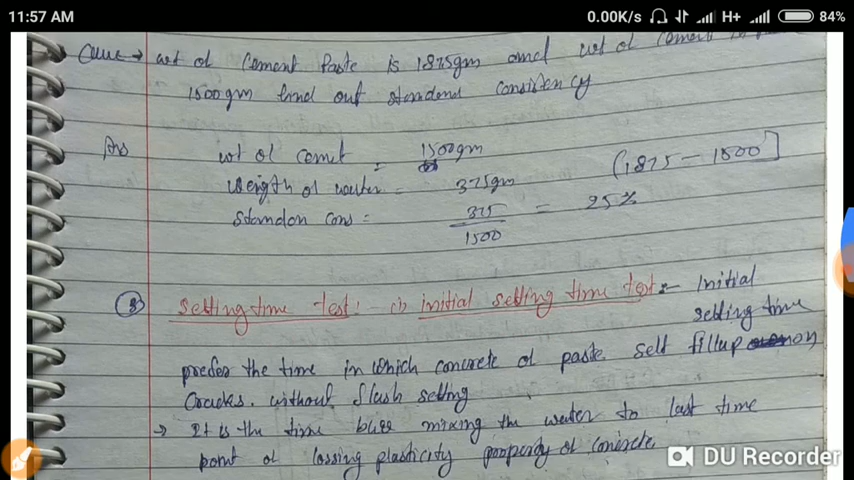 11:57 AM 0.00K/s H+ 84%
Que → wt of Cement Paste is 1875gm and wt of cement
1500gm find out standend consistency
Ans wt of cemt = 1500gm
weigth of water = 375gm (1875 - 1500)
standon cons = 375/1500 = 25%
③ Setting time test: - (i) initial setting time test: - Initial
setting time
prefer the time in which concrete of paste self fillup
Cracks. without flash setting
→ It is the time b/w mixing the water to last time
point of lossing plasticity property of concrete
DU Recorder